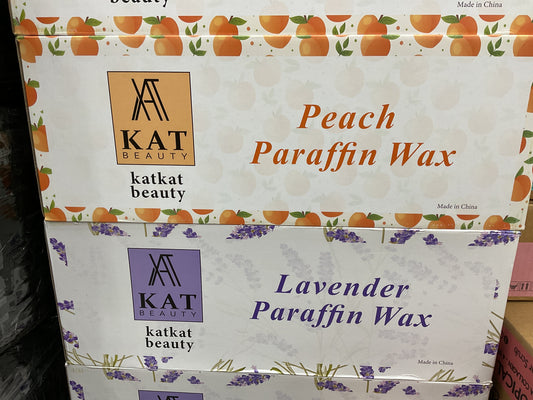 Made in China
beauty
KAT
BEAUTY
katkat
beauty
Peach
Paraffin Wax
Made in China
KAT
BEAUTY
katkat
beauty
Lavender
Paraffin Wax
Made in China